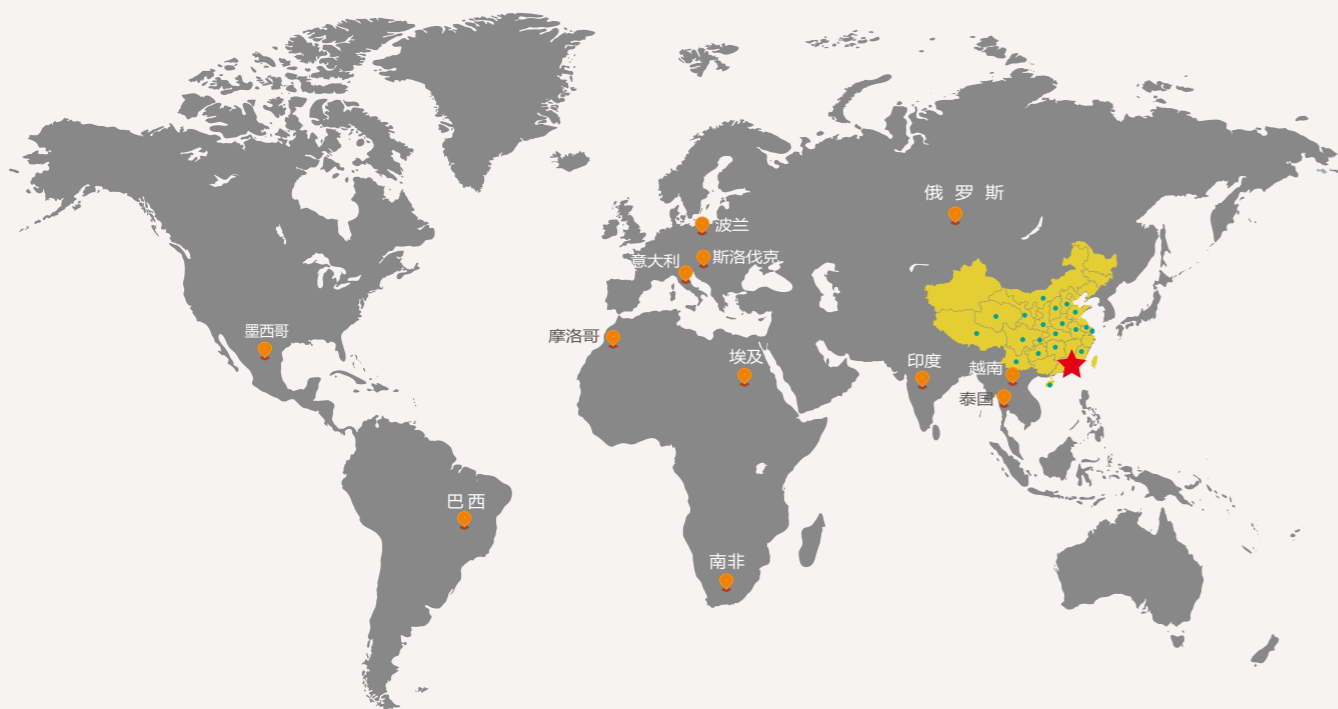 俄 罗 斯
波兰
斯洛伐克
意大利
墨西哥
摩洛哥
埃及
印度
越南
泰国
巴 西
南非